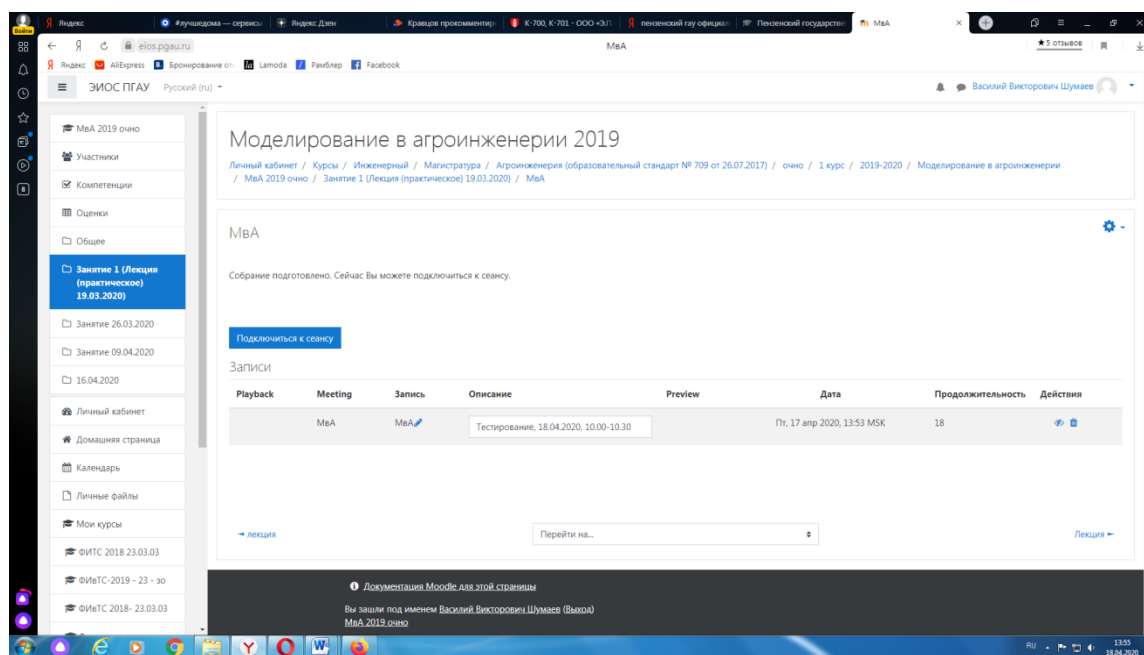 Войти
Яндекс
#лучшедома — сервисы
Яндекс.Дзен
Кравцов прокомментир
К-700, К-701 - ООО «Э.П.
пензенский гау официал
Пензенский государстве
МвА
eios.pgau.ru
МвА
★5 отзывов
Яндекс
AliExpress
Бронирование от
Lamoda
Рамблер
Facebook
ЭИОС ПГАУ
Русский (ru)
Василий Викторович Шумаев
МвА 2019 очно
Участники
Компетенции
Оценки
Общее
Занятие 1 (Лекция
(практическое)
19.03.2020)
Занятие 26.03.2020
Занятие 09.04.2020
16.04.2020
Личный кабинет
Домашняя страница
Календарь
Личные файлы
Мои курсы
ФИТС 2018 23.03.03
ФИвТС-2019 - 23 - зо
ФИвТС 2018- 23.03.03
Моделирование в агроинженерии 2019
Личный кабинет / Курсы / Инженерный / Магистратура / Агроинженерия (образовательный стандарт № 709 от 26.07.2017) / очно / 1 курс / 2019-2020 / Моделирование в агроинженерии
/ МвА 2019 очно / Занятие 1 (Лекция (практическое) 19.03.2020) / МвА
МвА
Собрание подготовлено. Сейчас Вы можете подключиться к сеансу.
Подключиться к сеансу
Записи
Playback Meeting Запись Описание Preview Дата Продолжительность Действия
МвА МвА Тестирование, 18.04.2020, 10.00-10.30 Пт, 17 апр 2020, 13:53 MSK 18
◄ лекция
Перейти на...
Лекция ►
Документация Moodle для этой страницы
Вы зашли под именем Василий Викторович Шумаев (Выход)
МвА 2019 очно
RU
13:55
18.04.2020